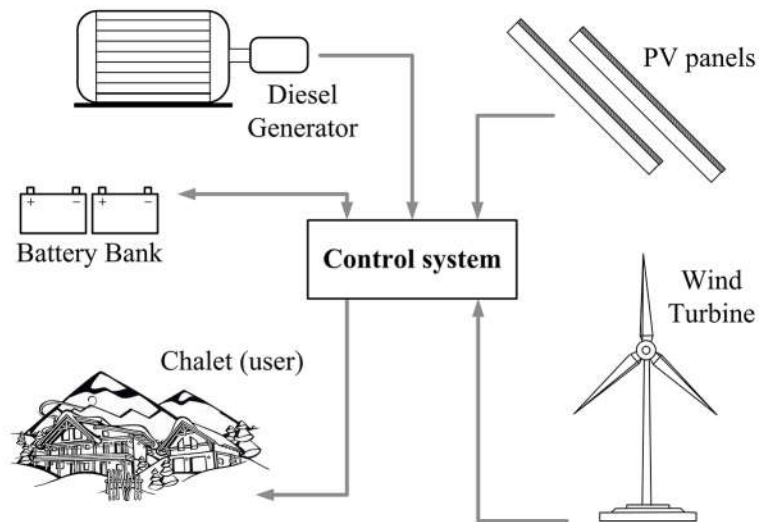 Diesel
Generator
PV panels
+ − + −
Battery Bank
Control system
Wind
Turbine
Chalet (user)